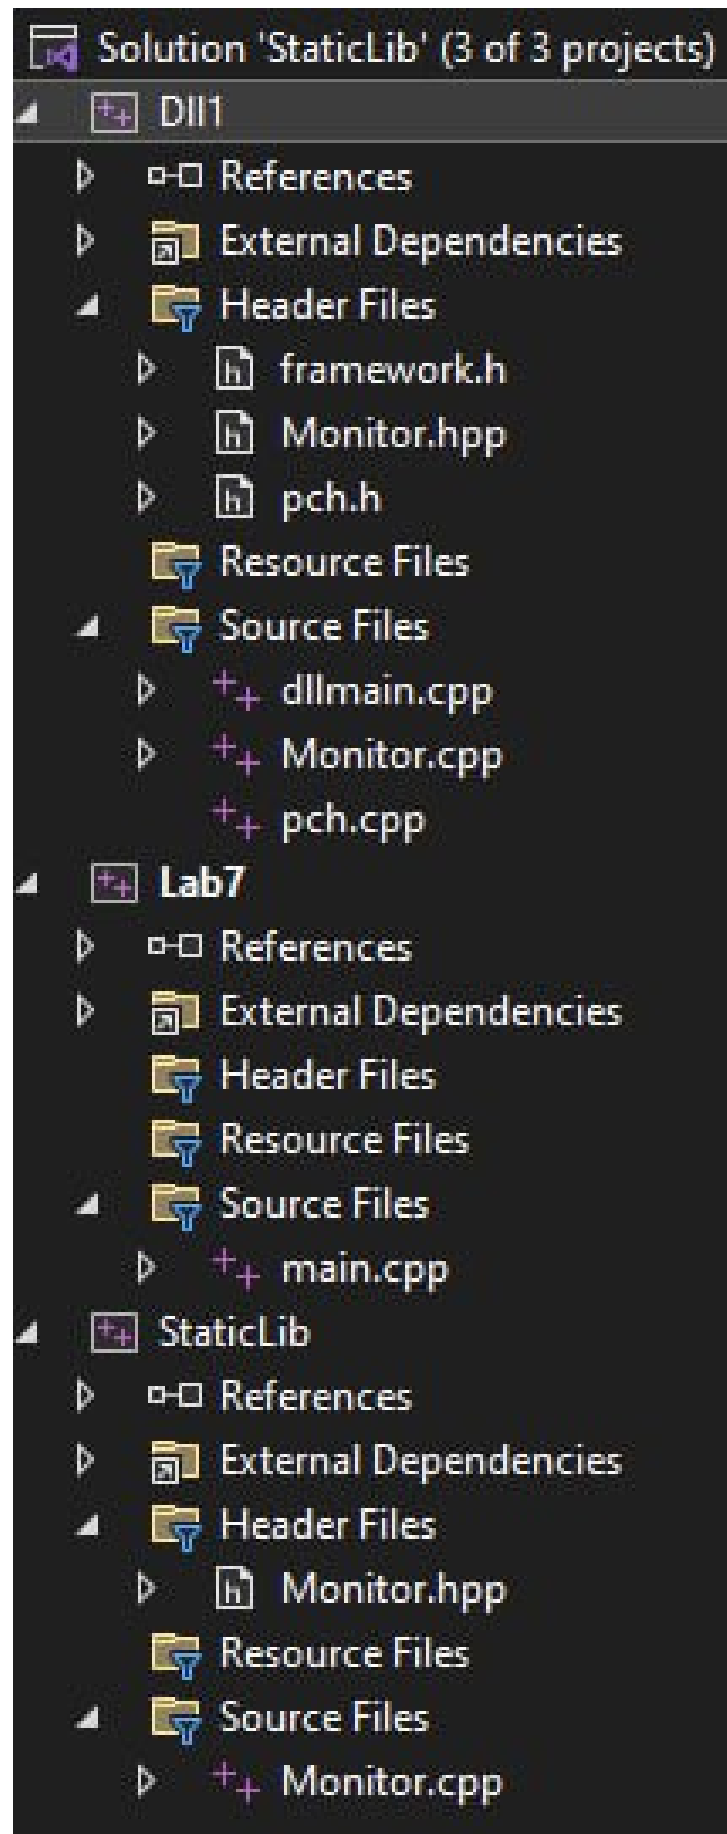 Solution 'StaticLib' (3 of 3 projects)
Dll1
References
External Dependencies
Header Files
framework.h
Monitor.hpp
pch.h
Resource Files
Source Files
dllmain.cpp
Monitor.cpp
pch.cpp
Lab7
References
External Dependencies
Header Files
Resource Files
Source Files
main.cpp
StaticLib
References
External Dependencies
Header Files
Monitor.hpp
Resource Files
Source Files
Monitor.cpp